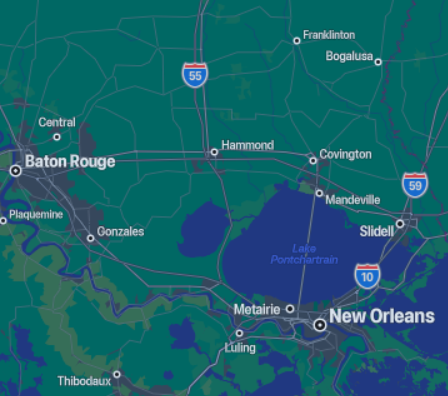 Franklinton
Bogalusa
55
Central
Hammond
Covington
Baton Rouge
59
Mandeville
Plaquemine
Slidell
Gonzales
Lake
Pontchartrain
10
Metairie
New Orleans
Luling
Thibodaux